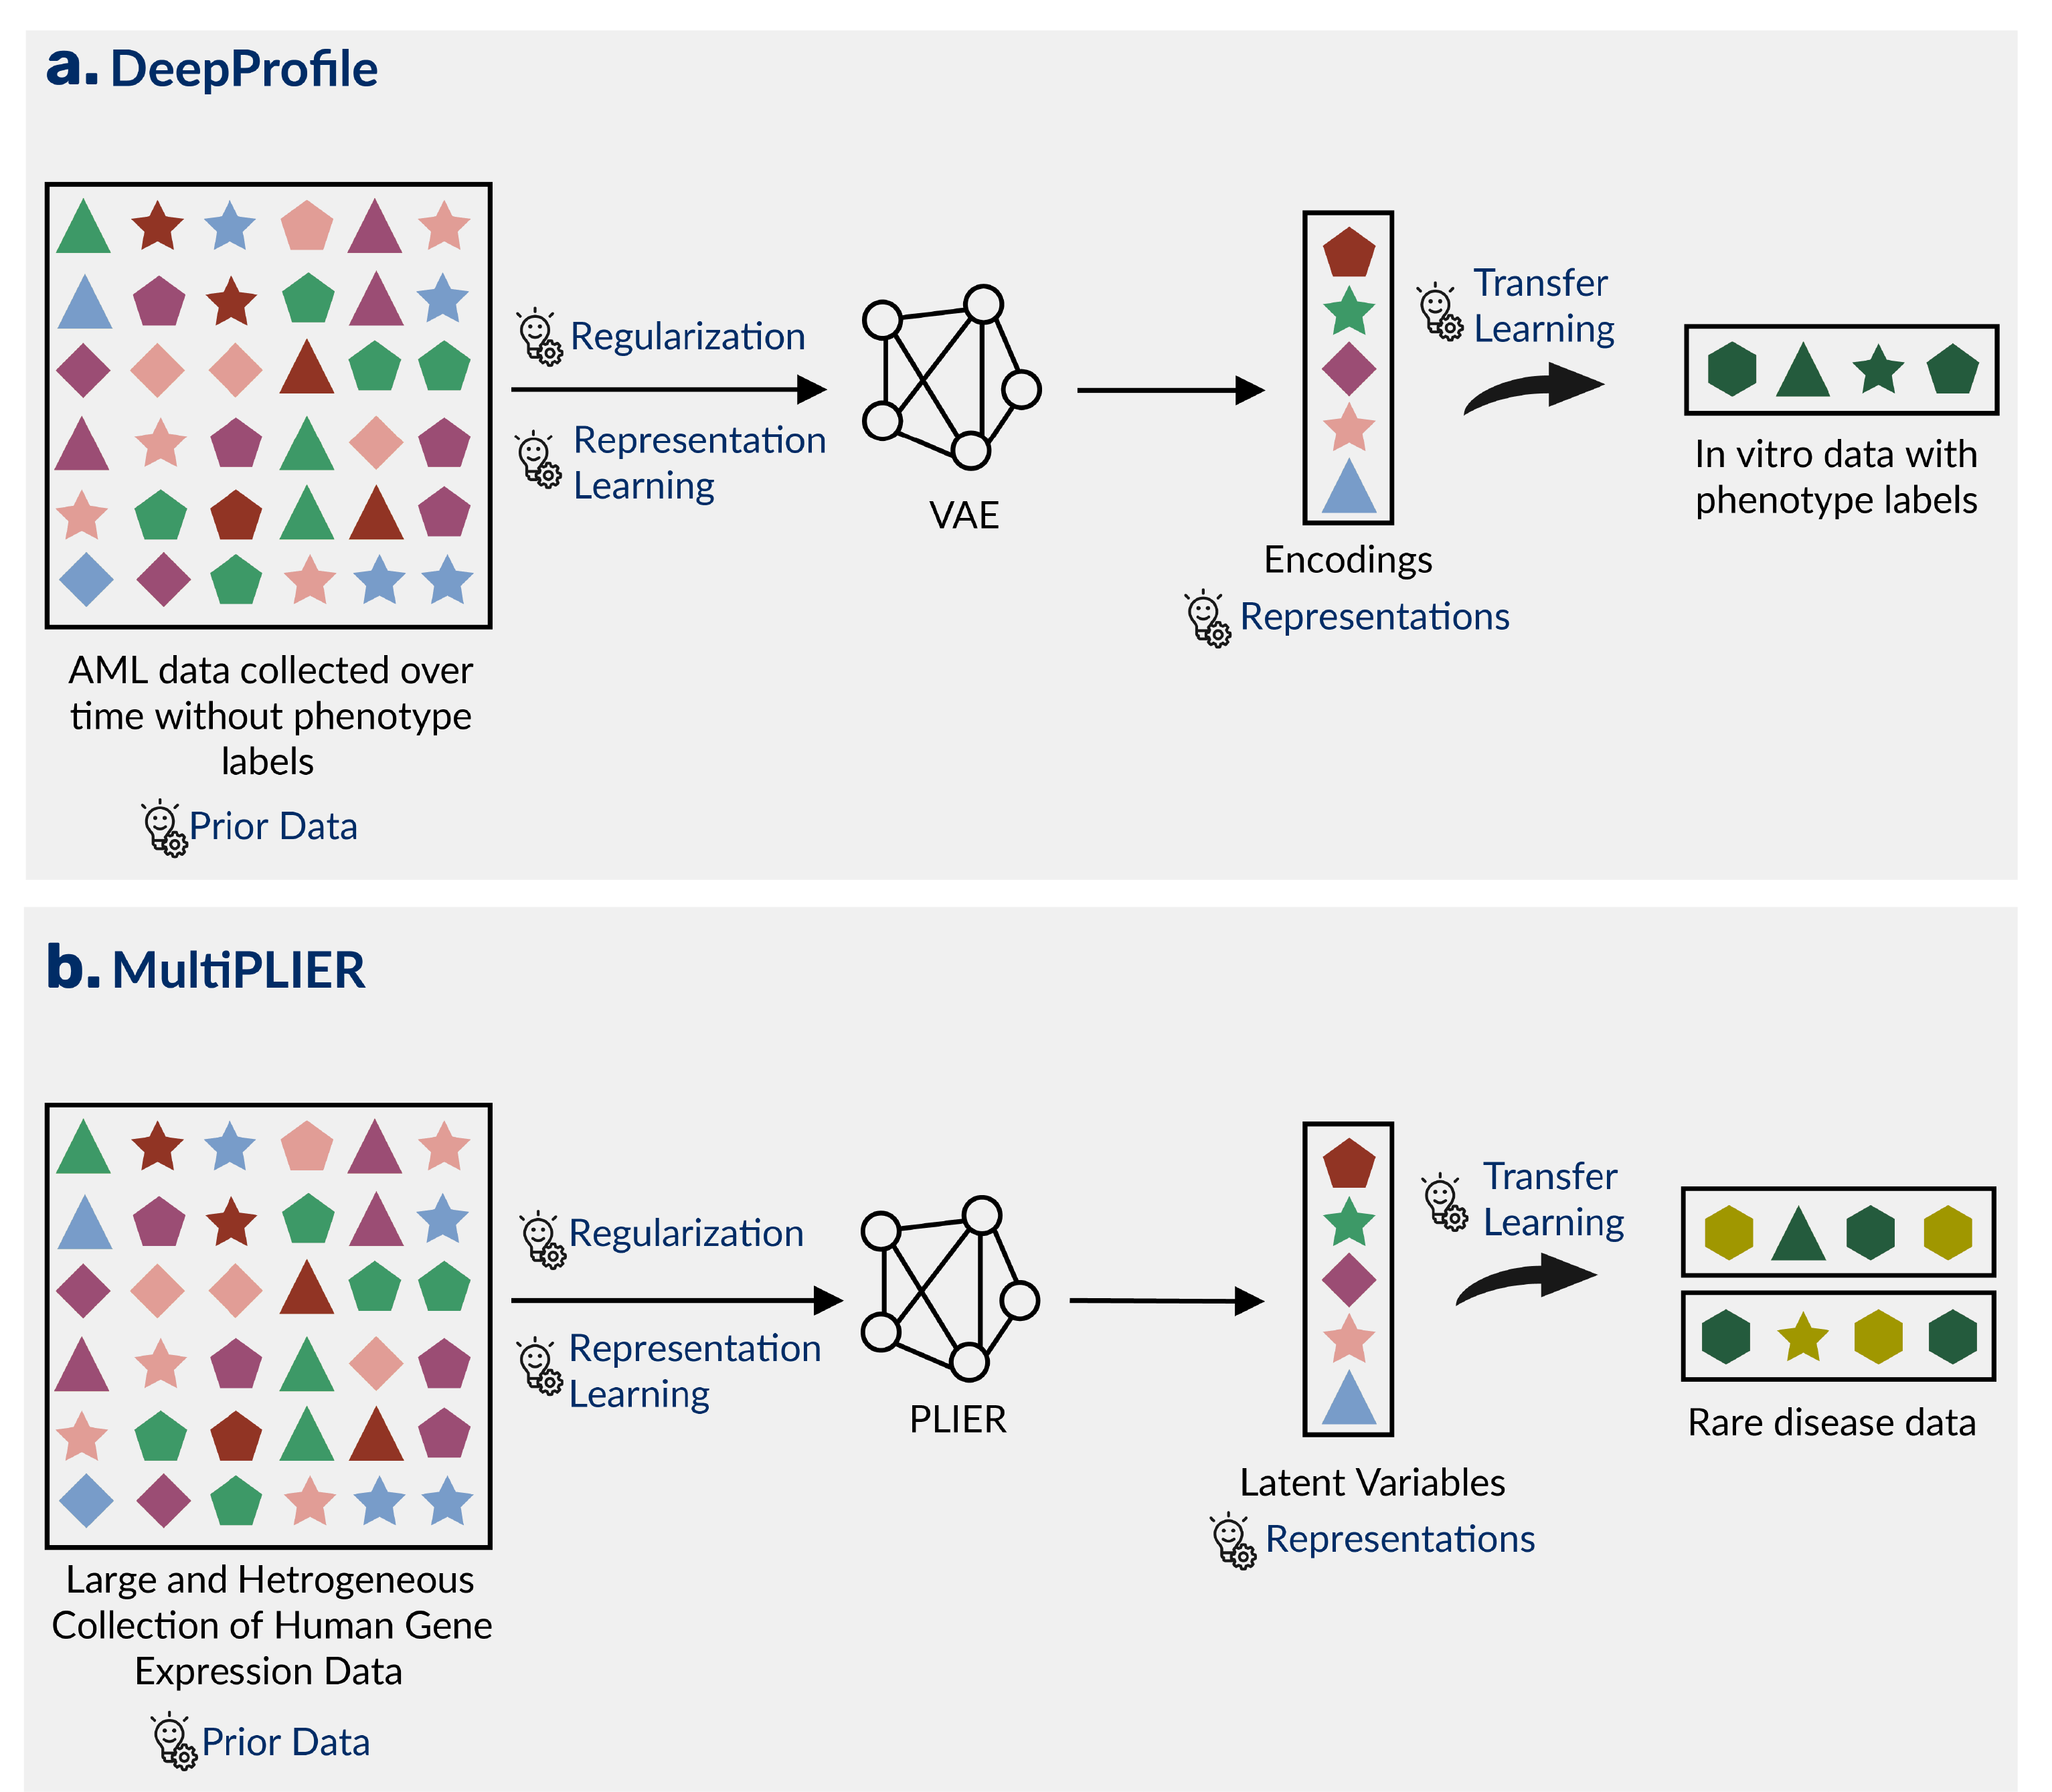 a. DeepProfile
Regularization
Representation
Learning
VAE
Transfer
Learning
In vitro data with
phenotype labels
Encodings
Representations
AML data collected over
time without phenotype
labels
Prior Data
b. MultiPLIER
Regularization
Representation
Learning
PLIER
Transfer
Learning
Rare disease data
Latent Variables
Representations
Large and Hetrogeneous
Collection of Human Gene
Expression Data
Prior Data